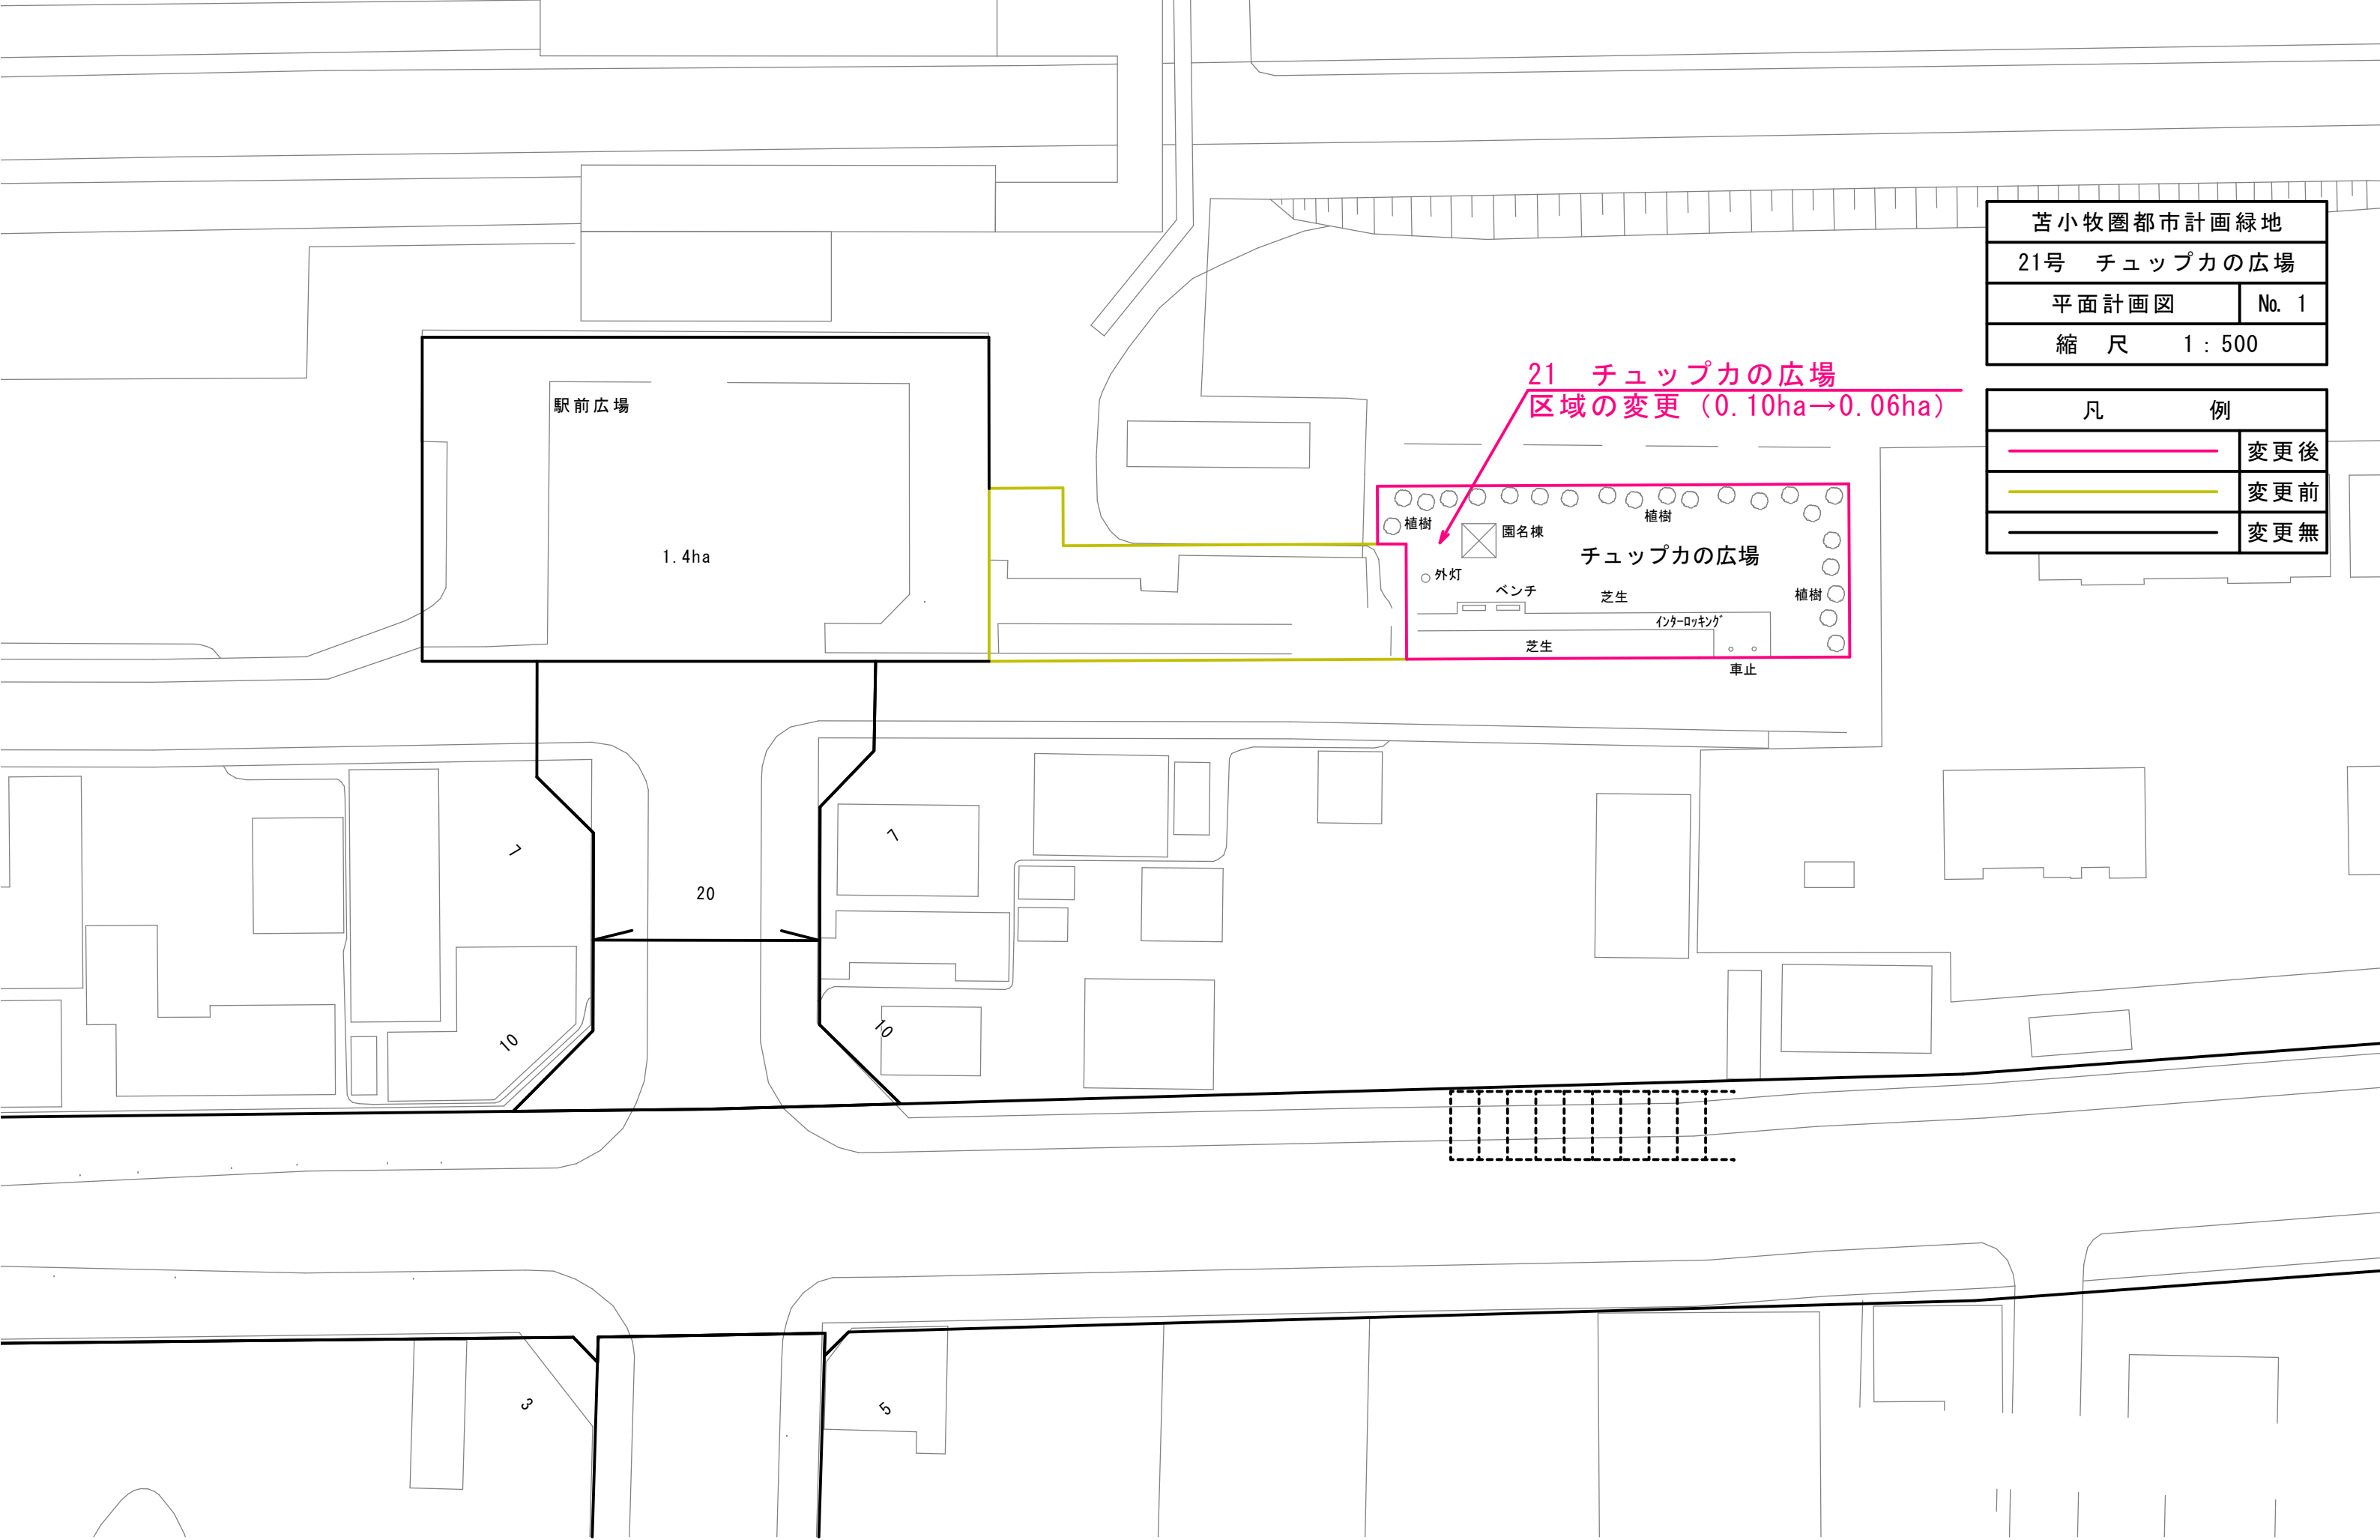 苫小牧圏都市計画緑地
21号　チュップカの広場
平面計画図　№ 1
縮　尺　1 : 500
凡　例
変更後
変更前
変更無
21　チュップカの広場
区域の変更（0.10ha→0.06ha）
駅前広場
1.4ha
植樹
園名棟
植樹
チュップカの広場
外灯
ベンチ
芝生
植樹
ｲﾝﾀｰﾛｯｷﾝｸﾞ
芝生
車止
7
7
20
10
10
3
5